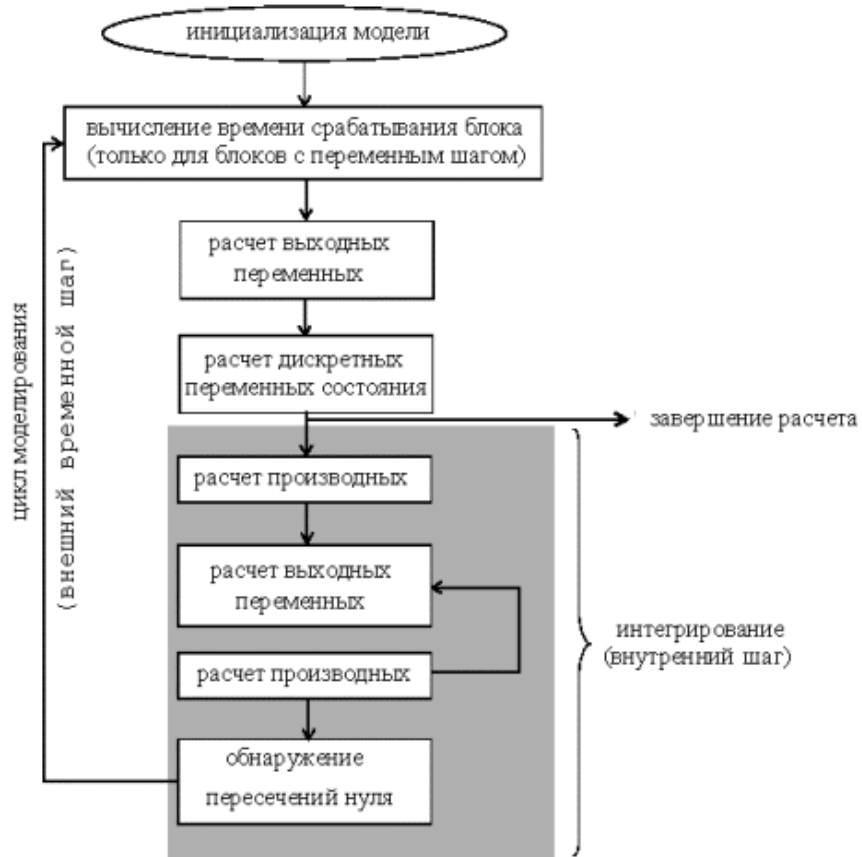 инициализация модели
вычисление времени срабатывания блока
(только для блоков с переменным шагом)
расчет выходных
переменных
расчет дискретных
переменных состояния
завершение расчета
расчет производных
расчет выходных
переменных
расчет производных
обнаружение
пересечений нуля
интегрирование
(внутренний шаг)
цикл моделирования
(внешний временной шаг)